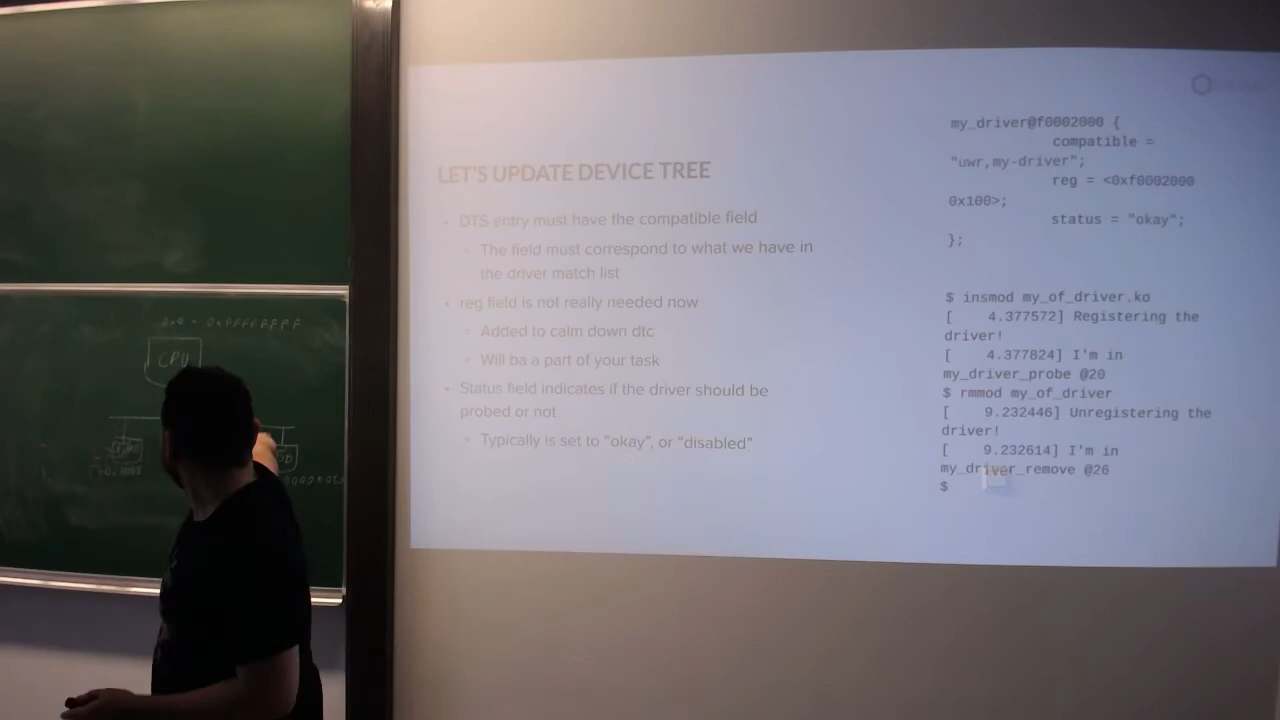 LET'S UPDATE DEVICE TREE
DTS entry must have the compatible field
The field must correspond to what we have in
the driver match list
reg field is not really needed now
Added to calm down dtc
Will ba a part of your task
Status field indicates if the driver should be
probed or not
Typically is set to "okay", or "disabled"
my_driver@f0002000 {
compatible =
"uwr,my-driver";
reg = <0xf0002000
0x100>;
status = "okay";
};
$ insmod my_of_driver.ko
[ 4.377572] Registering the
driver!
[ 4.377824] I'm in
my_driver_probe @20
$ rmmod my_of_driver
[ 9.232446] Unregistering the
driver!
[ 9.232614] I'm in
my_driver_remove @26
$
CPU